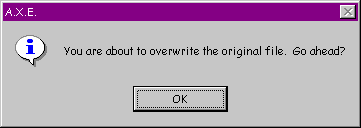 A.X.E.
You are about to overwrite the original file.  Go ahead?
OK